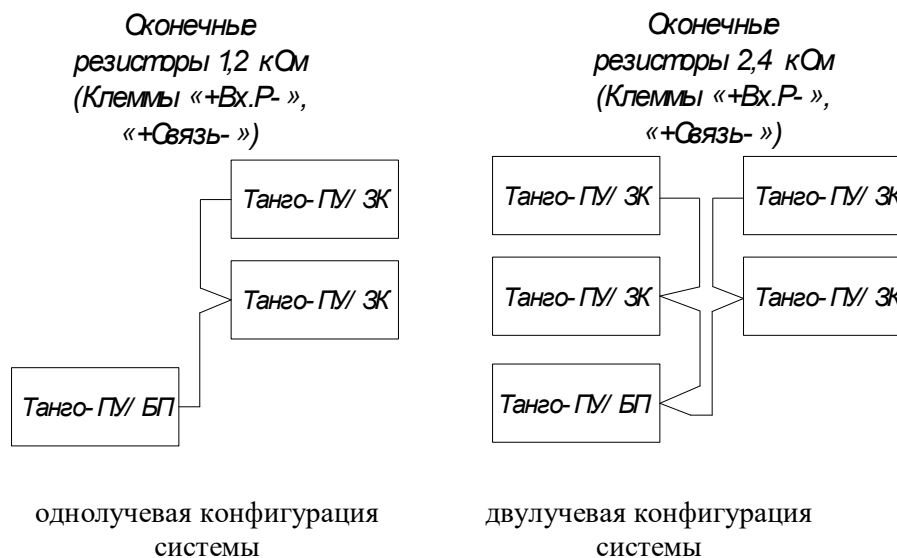 Оконечные
резисторы 1,2 кОм
(Клеммы «+Вх.Р- »,
«+Связь- »)
Танго- ПУ/ ЗК
Танго- ПУ/ ЗК
Танго- ПУ/ БП
однолучевая конфигурация
системы
Оконечные
резисторы 2,4 кОм
(Клеммы «+Вх.Р- »,
«+Связь- »)
Танго- ПУ/ ЗК
Танго- ПУ/ ЗК
Танго- ПУ/ ЗК
Танго- ПУ/ ЗК
Танго- ПУ/ БП
двулучевая конфигурация
системы